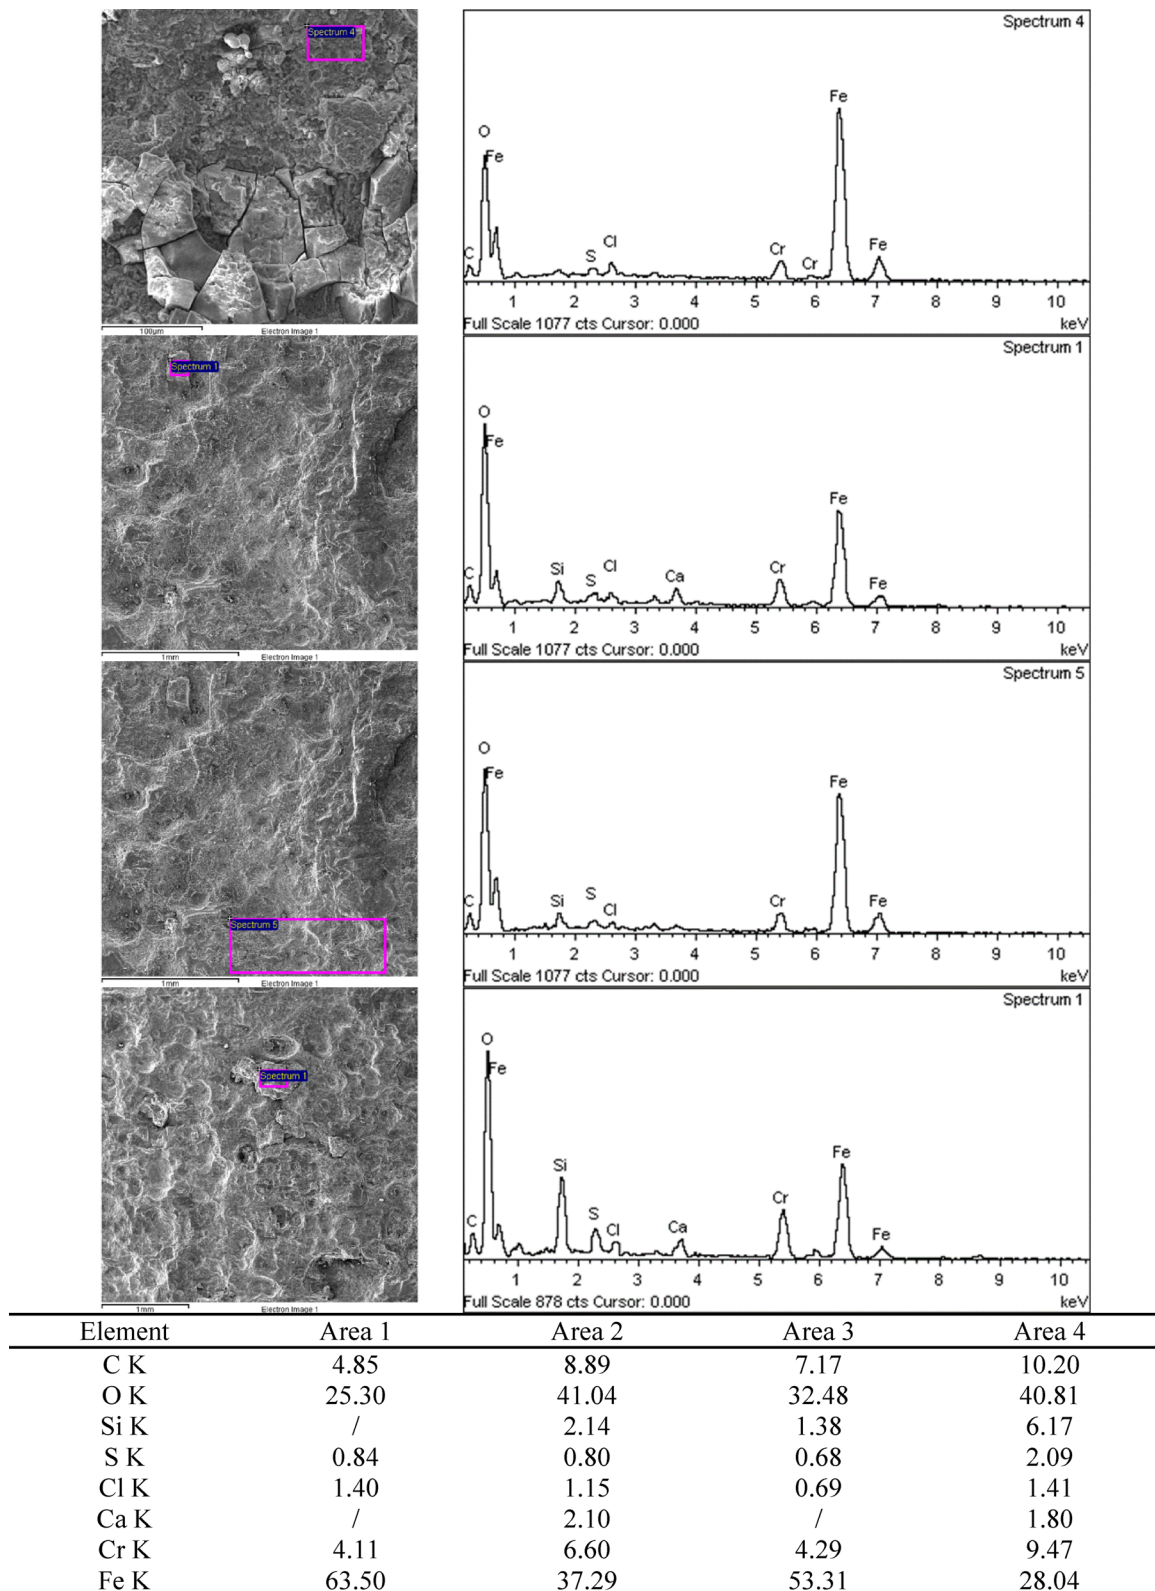 Spectrum 4
100µm Electron Image 1
Spectrum 4
Fe
O
Fe
C S Cl Cr Cr Fe
1 2 3 4 5 6 7 8 9 10
Full Scale 1077 cts Cursor: 0.000 keV
Spectrum 1
1mm Electron Image 1
Spectrum 1
O
Fe
Fe
C Si S Cl Ca Cr Fe
1 2 3 4 5 6 7 8 9 10
Full Scale 1077 cts Cursor: 0.000 keV
Spectrum 5
1mm Electron Image 1
Spectrum 5
O
Fe
Fe
C Si S Cl Cr Fe
1 2 3 4 5 6 7 8 9 10
Full Scale 1077 cts Cursor: 0.000 keV
Spectrum 1
1mm Electron Image 1
Spectrum 1
O
Fe
Fe
C Si S Cl Ca Cr Fe
1 2 3 4 5 6 7 8 9 10
Full Scale 878 cts Cursor: 0.000 keV
Element Area 1 Area 2 Area 3 Area 4
C K 4.85 8.89 7.17 10.20
O K 25.30 41.04 32.48 40.81
Si K / 2.14 1.38 6.17
S K 0.84 0.80 0.68 2.09
Cl K 1.40 1.15 0.69 1.41
Ca K / 2.10 / 1.80
Cr K 4.11 6.60 4.29 9.47
Fe K 63.50 37.29 53.31 28.04